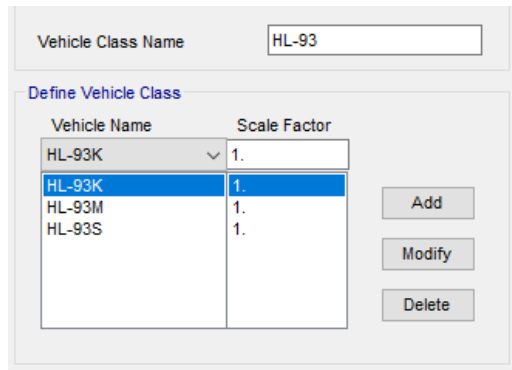 Vehicle Class Name HL-93
Define Vehicle Class
Vehicle Name Scale Factor
HL-93K 1.
HL-93K 1.
HL-93M 1.
HL-93S 1.
Add
Modify
Delete